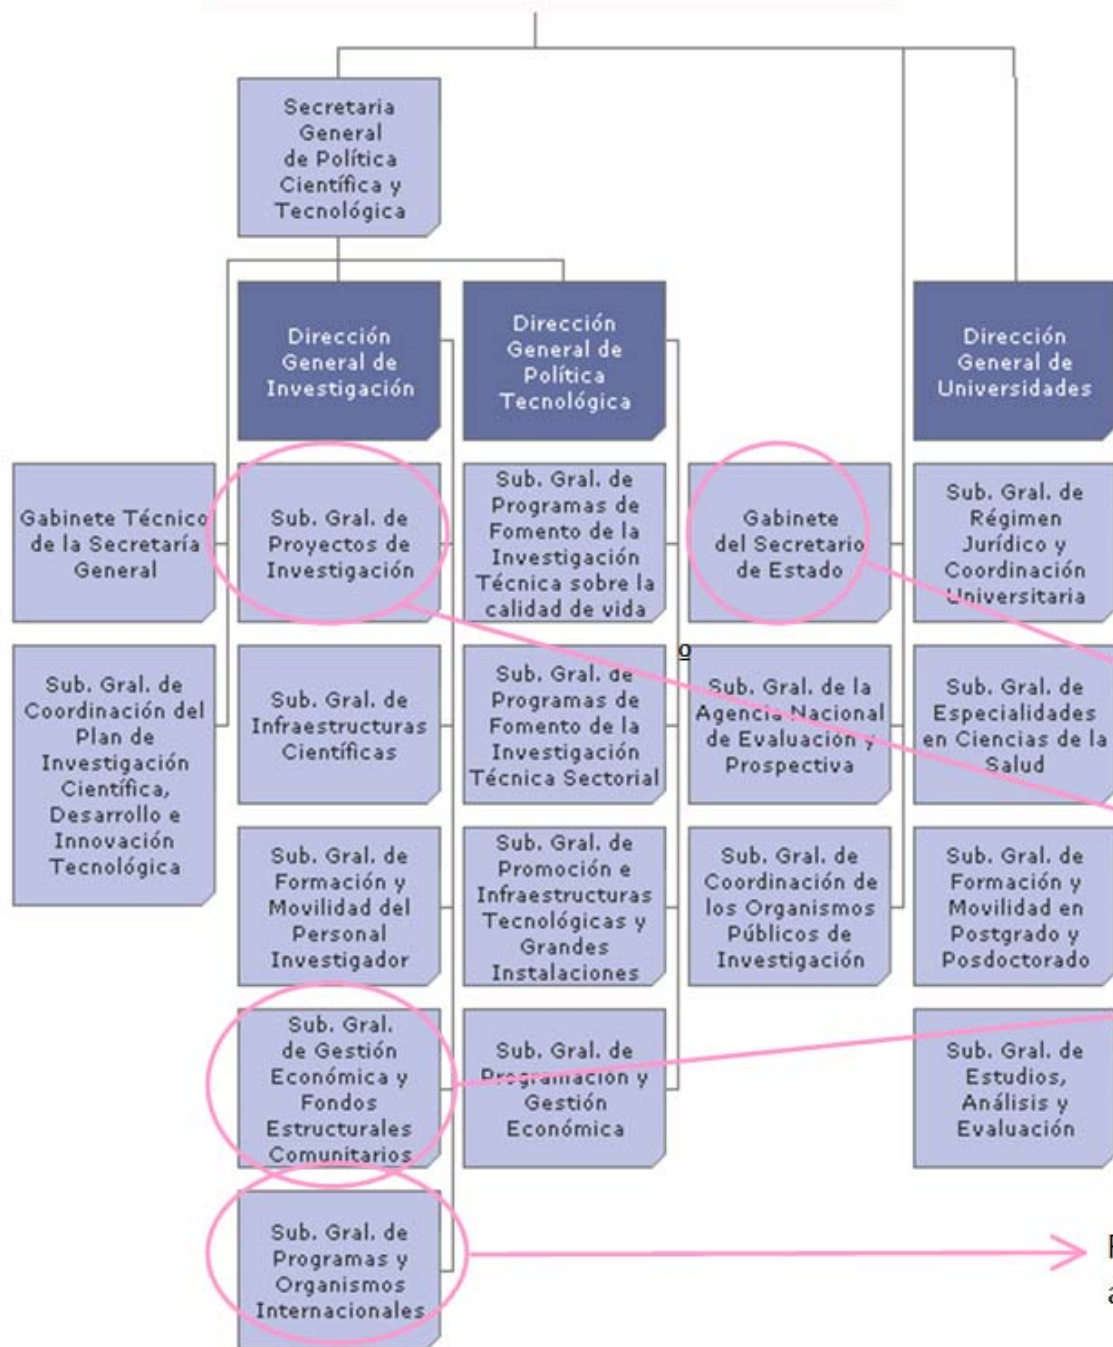 Secretaria
General
de Política
Científica y
Tecnológica
Dirección
General de
Investigación
Dirección
General de
Política
Tecnológica
Dirección
General de
Universidades
Gabinete Técnico
de la Secretaría
General
Sub. Gral. de
Proyectos de
Investigación
Sub. Gral. de
Programas de
Fomento de la
Investigación
Técnica sobre la
calidad de vida
Gabinete
del Secretario
de Estado
Sub. Gral. de
Régimen
Jurídico y
Coordinación
Universitaria
º
Sub. Gral. de
Coordinación del
Plan de
Investigación
Científica,
Desarrollo e
Innovación
Tecnológica
Sub. Gral. de
Infraestructuras
Científicas
Sub. Gral. de
Programas de
Fomento de la
Investigación
Técnica Sectorial
Sub. Gral. de la
Agencia Nacional
de Evaluación y
Prospectiva
Sub. Gral. de
Especialidades
en Ciencias de la
Salud
Sub. Gral. de
Formación y
Movilidad del
Personal
Investigador
Sub. Gral. de
Promoción e
Infraestructuras
Tecnológicas y
Grandes
Instalaciones
Sub. Gral. de
Coordinación de
los Organismos
Públicos de
Investigación
Sub. Gral. de
Formación y
Movilidad en
Postgrado y
Posdoctorado
Sub. Gral.
de Gestión
Económica y
Fondos
Estructurales
Comunitarios
Sub. Gral. de
Programación y
Gestión
Económica
Sub. Gral. de
Estudios,
Análisis y
Evaluación
Sub. Gral. de
Programas y
Organismos
Internacionales